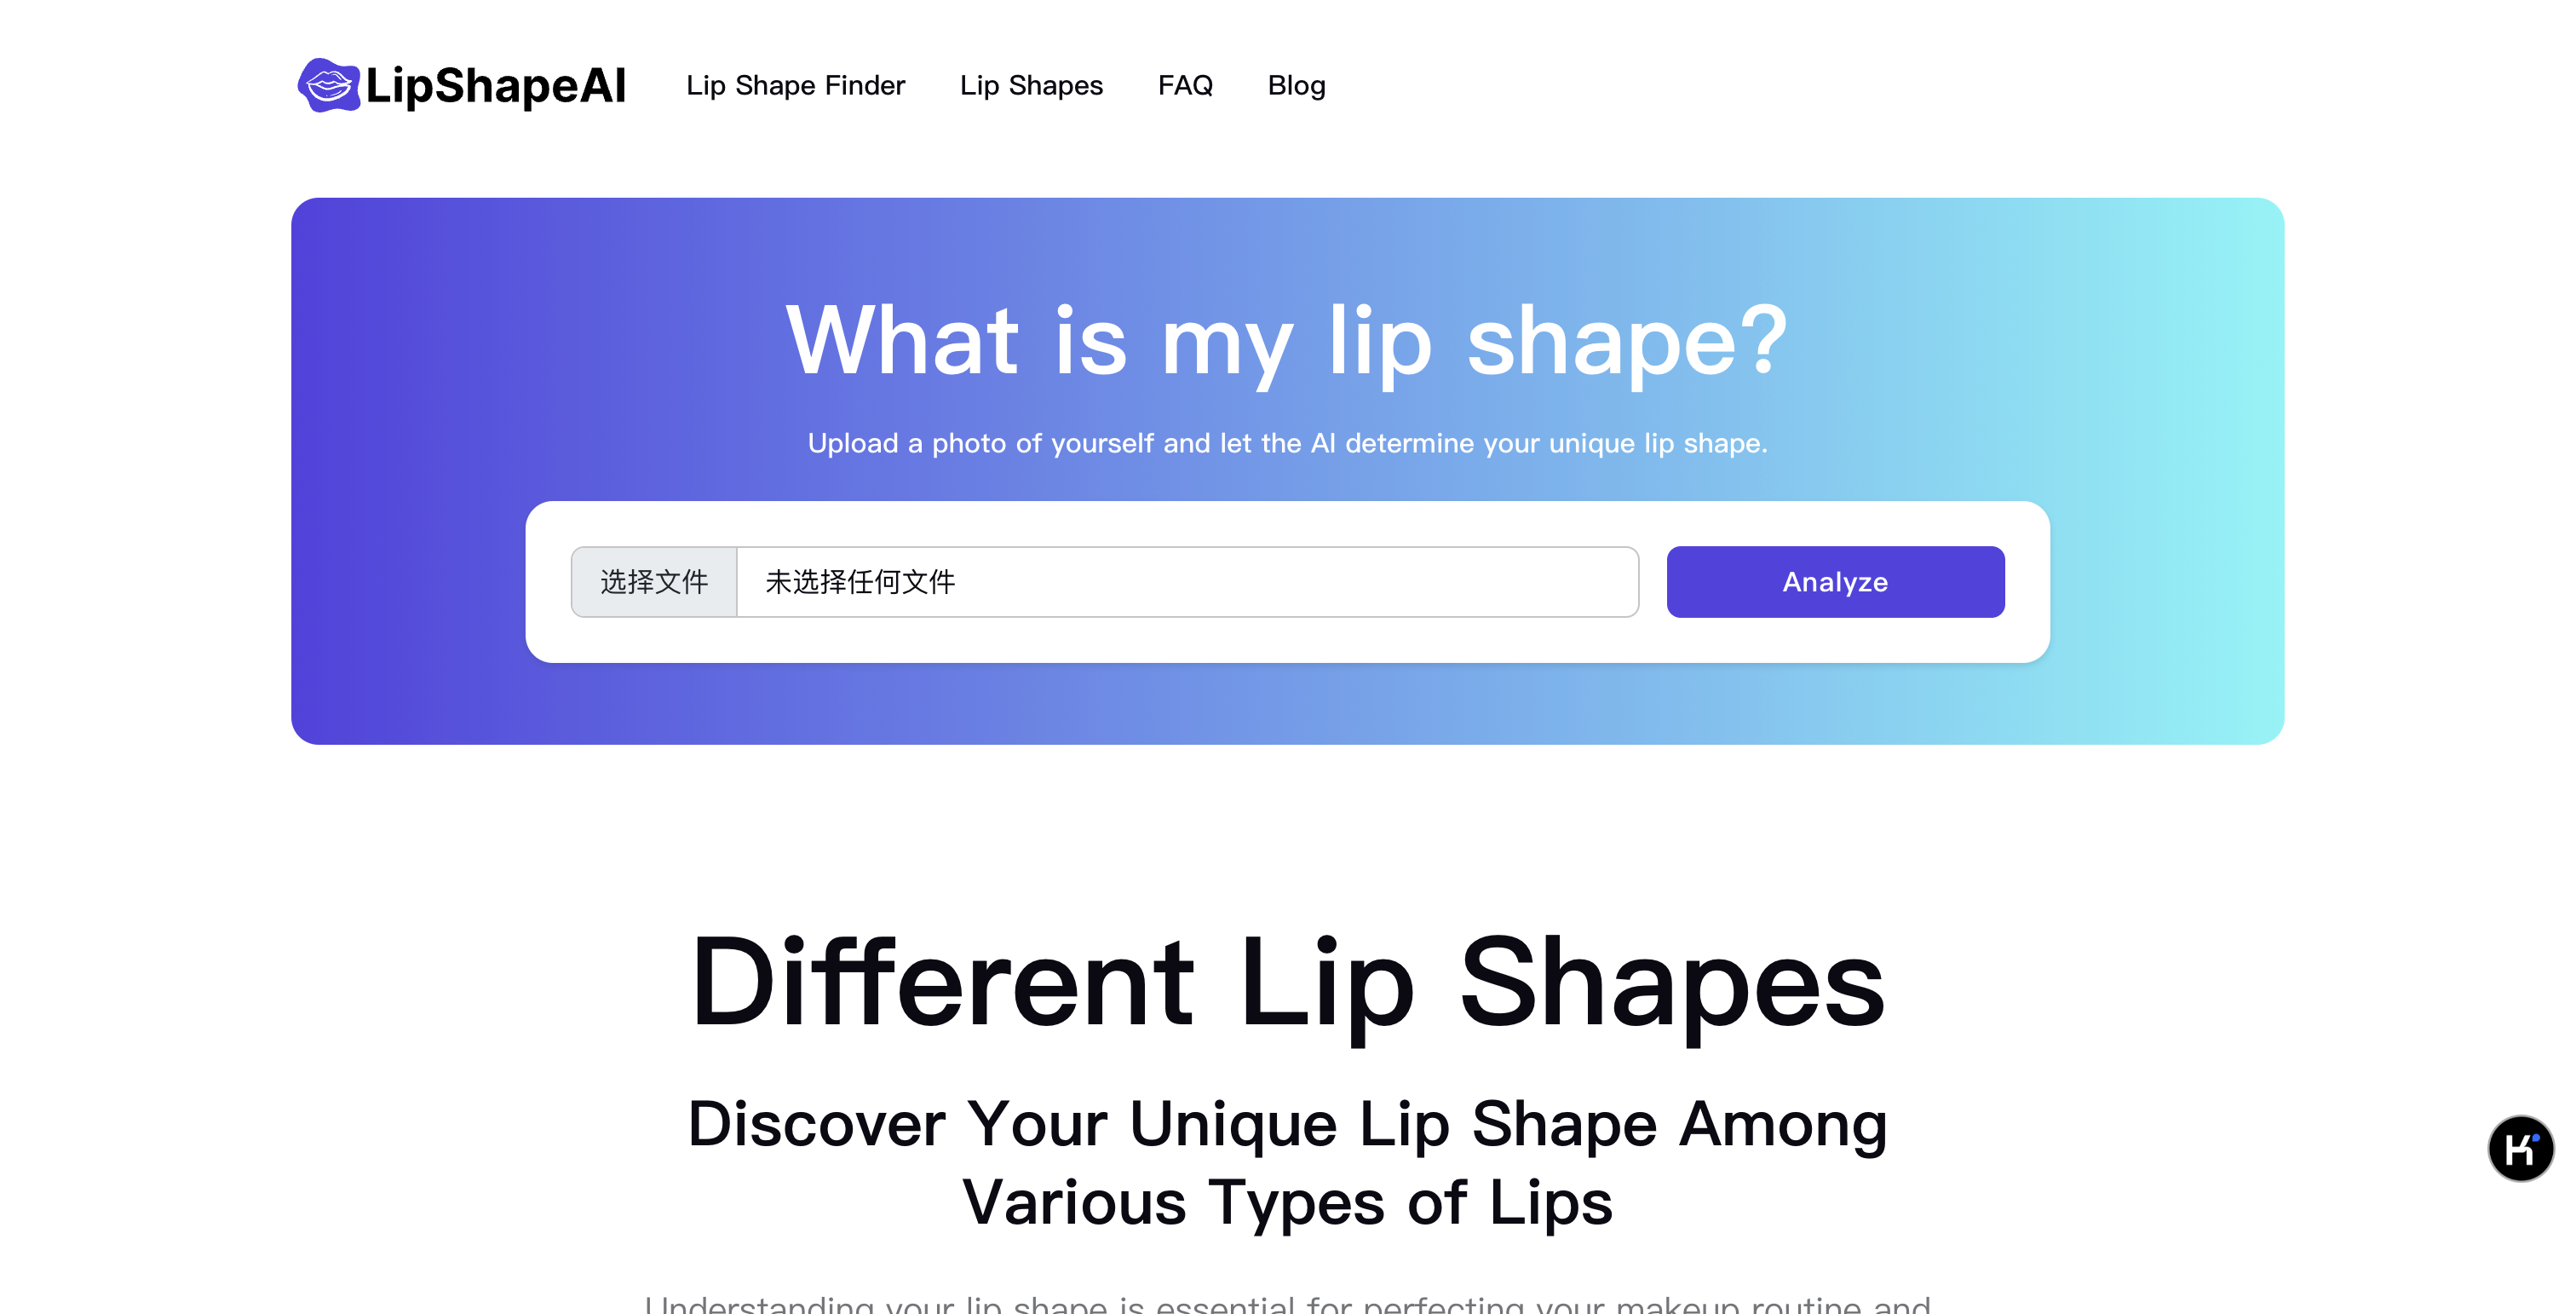 LipShapeAI
Lip Shape Finder
Lip Shapes
FAQ
Blog
What is my lip shape?
Upload a photo of yourself and let the AI determine your unique lip shape.
选择文件
未选择任何文件
Analyze
Different Lip Shapes
Discover Your Unique Lip Shape Among
Various Types of Lips
Understanding your lip shape is essential for perfecting your makeup routine and
K